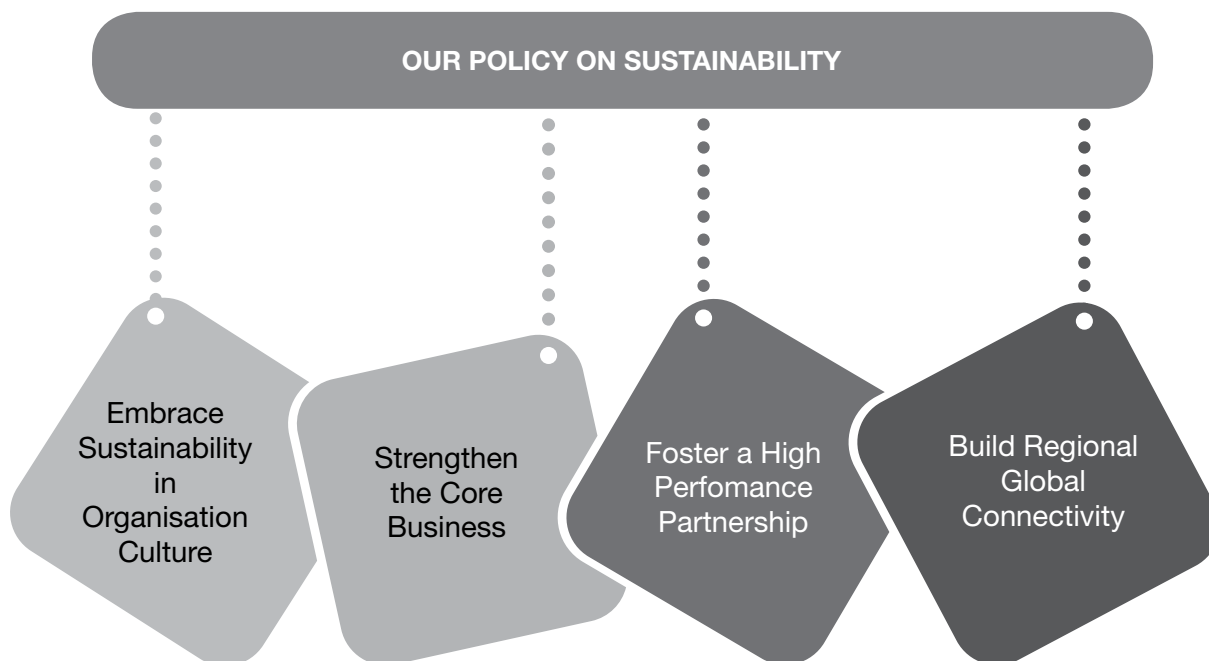 OUR POLICY ON SUSTAINABILITY
Embrace
Sustainability
in
Organisation
Culture
Strengthen
the Core
Business
Foster a High
Perfomance
Partnership
Build Regional
Global
Connectivity